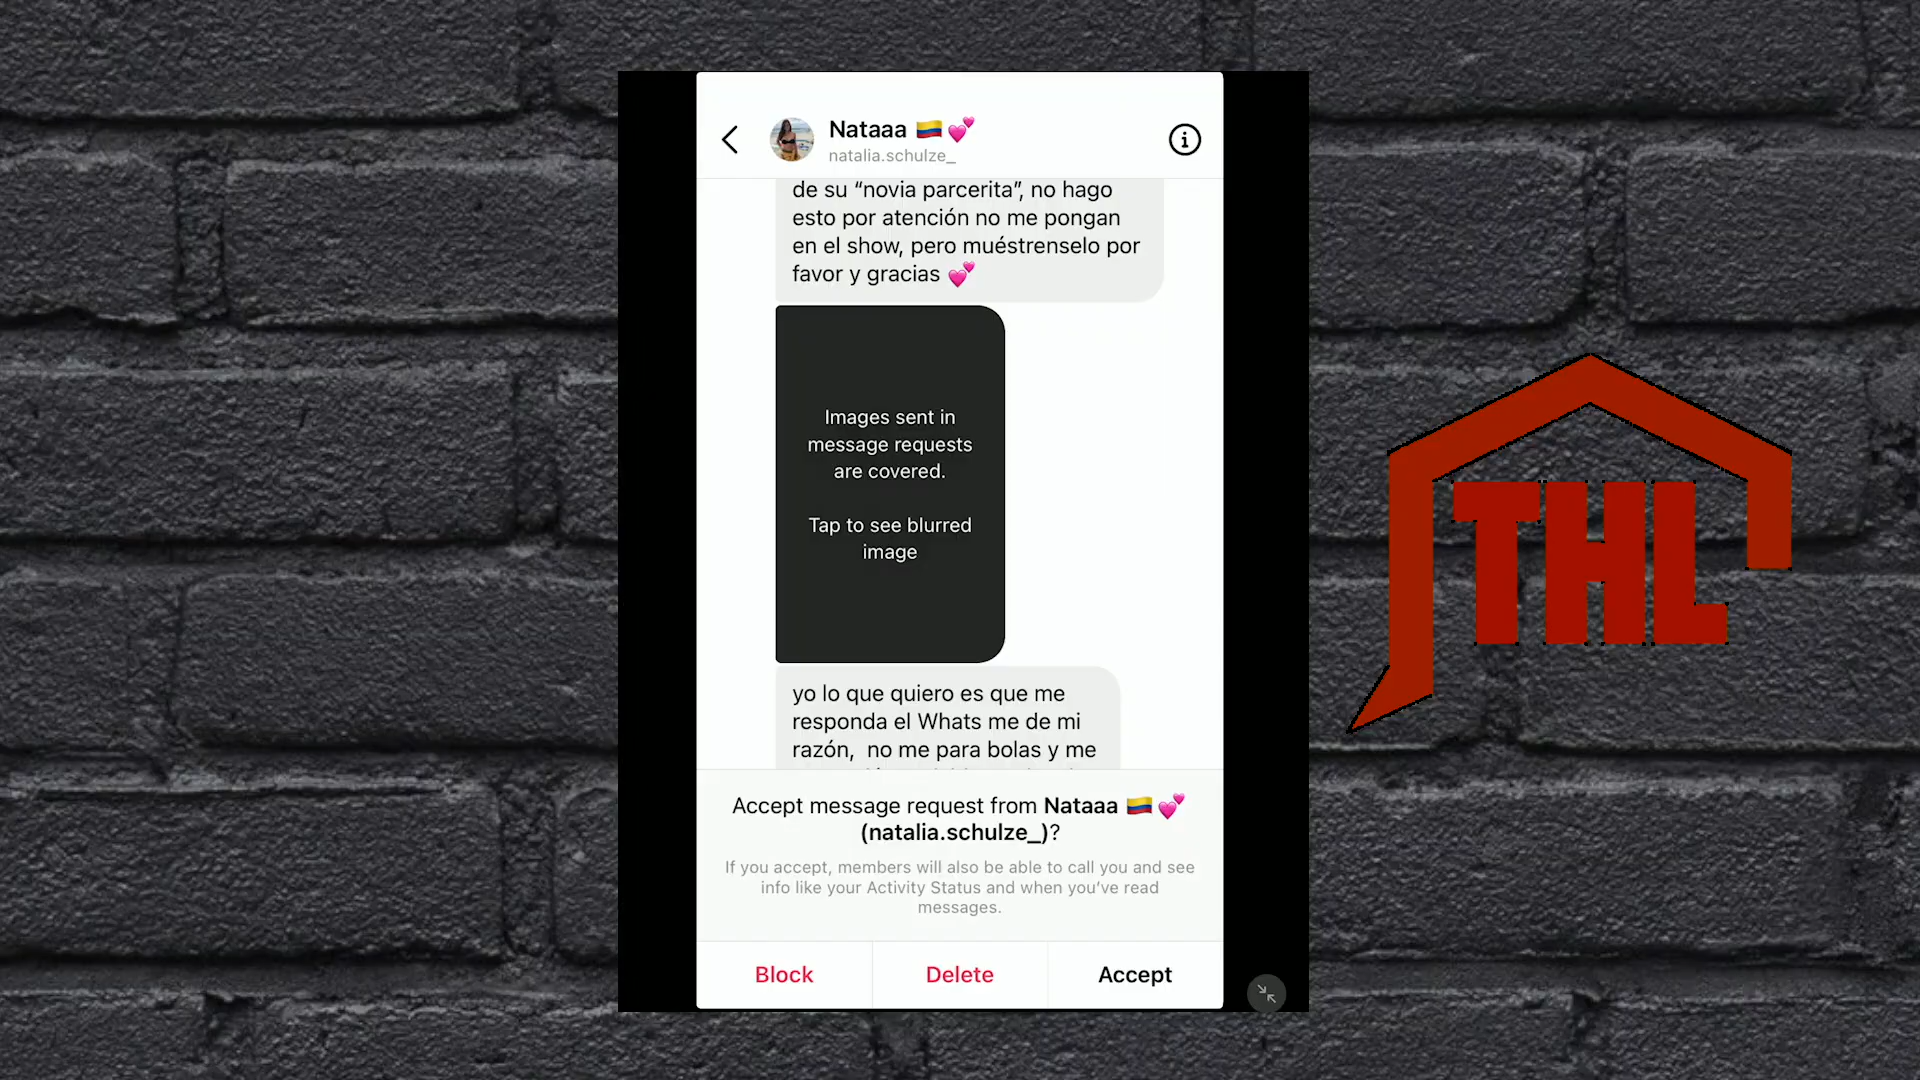 Nataaa 🇨🇴💕
natalia.schulze_
de su “novia parcerita”, no hago
esto por atención no me pongan
en el show, pero muéstrenselo por
favor y gracias 💕
Images sent in
message requests
are covered.
Tap to see blurred
image
yo lo que quiero es que me
responda el Whats me de mi
razón, no me para bolas y me
Accept message request from Nataaa 🇨🇴💕
(natalia.schulze_)?
If you accept, members will also be able to call you and see
info like your Activity Status and when you’ve read
messages.
Block
Delete
Accept
THL